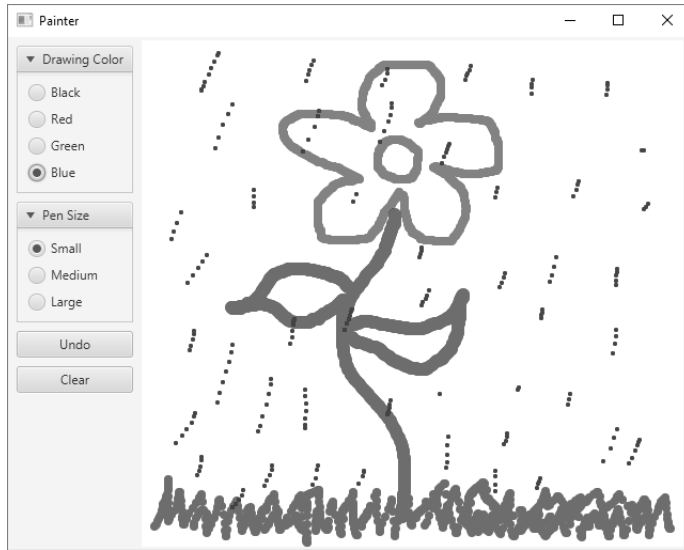 Painter
Drawing Color
Black
Red
Green
Blue
Pen Size
Small
Medium
Large
Undo
Clear